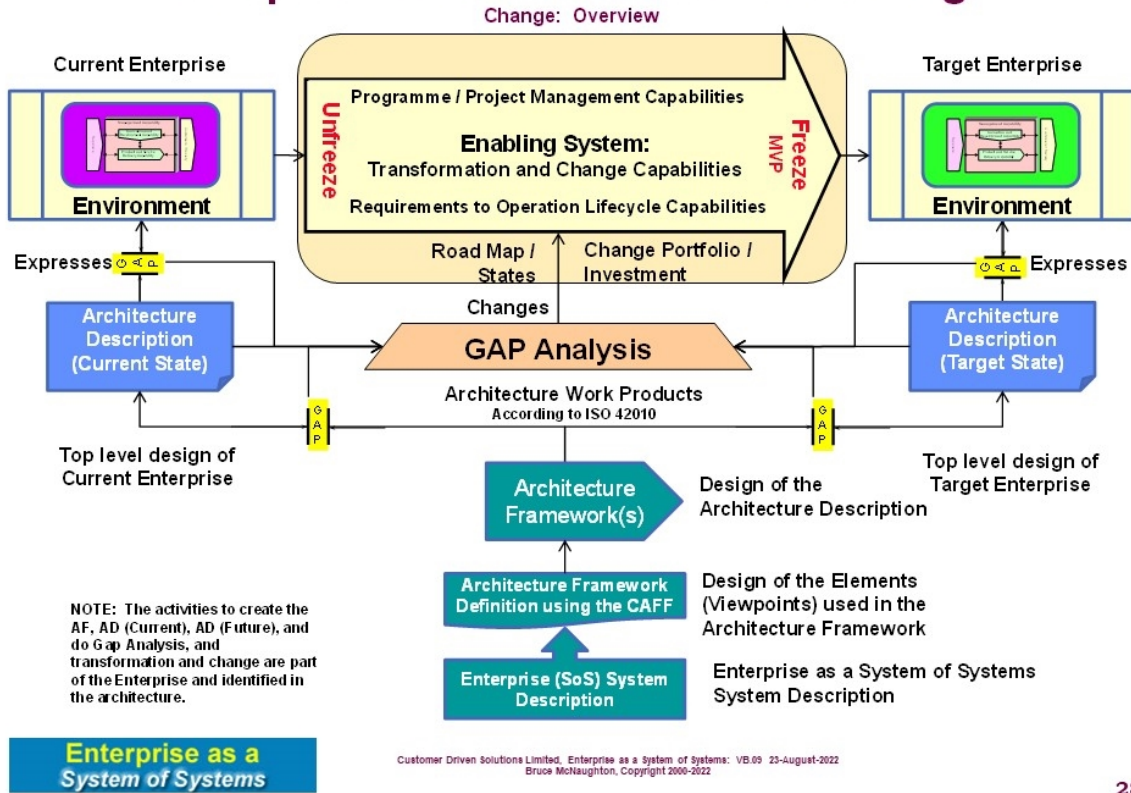 Change: Overview
Current Enterprise
Target Enterprise
Programme / Project Management Capabilities
Unfreeze
Enabling System:
Transformation and Change Capabilities
Freeze
MVP
Requirements to Operation Lifecycle Capabilities
Environment
Environment
Road Map /
States
Change Portfolio /
Investment
Expresses
GAP
GAP
Expresses
Changes
Architecture
Description
(Current State)
GAP Analysis
Architecture
Description
(Target State)
Architecture Work Products
According to ISO 42010
GAP
GAP
Top level design of
Current Enterprise
Top level design of
Target Enterprise
Architecture
Framework(s)
Design of the
Architecture Description
Architecture Framework
Definition using the CAFF
Design of the Elements
(Viewpoints) used in the
Architecture Framework
NOTE: The activities to create the
AF, AD (Current), AD (Future), and
do Gap Analysis, and
transformation and change are part
of the Enterprise and identified in
the architecture.
Enterprise (SoS) System
Description
Enterprise as a System of Systems
System Description
Enterprise as a
System of Systems
Customer Driven Solutions Limited, Enterprise as a System of Systems: VB.09 23-August-2022
Bruce McNaughton, Copyright 2000-2022